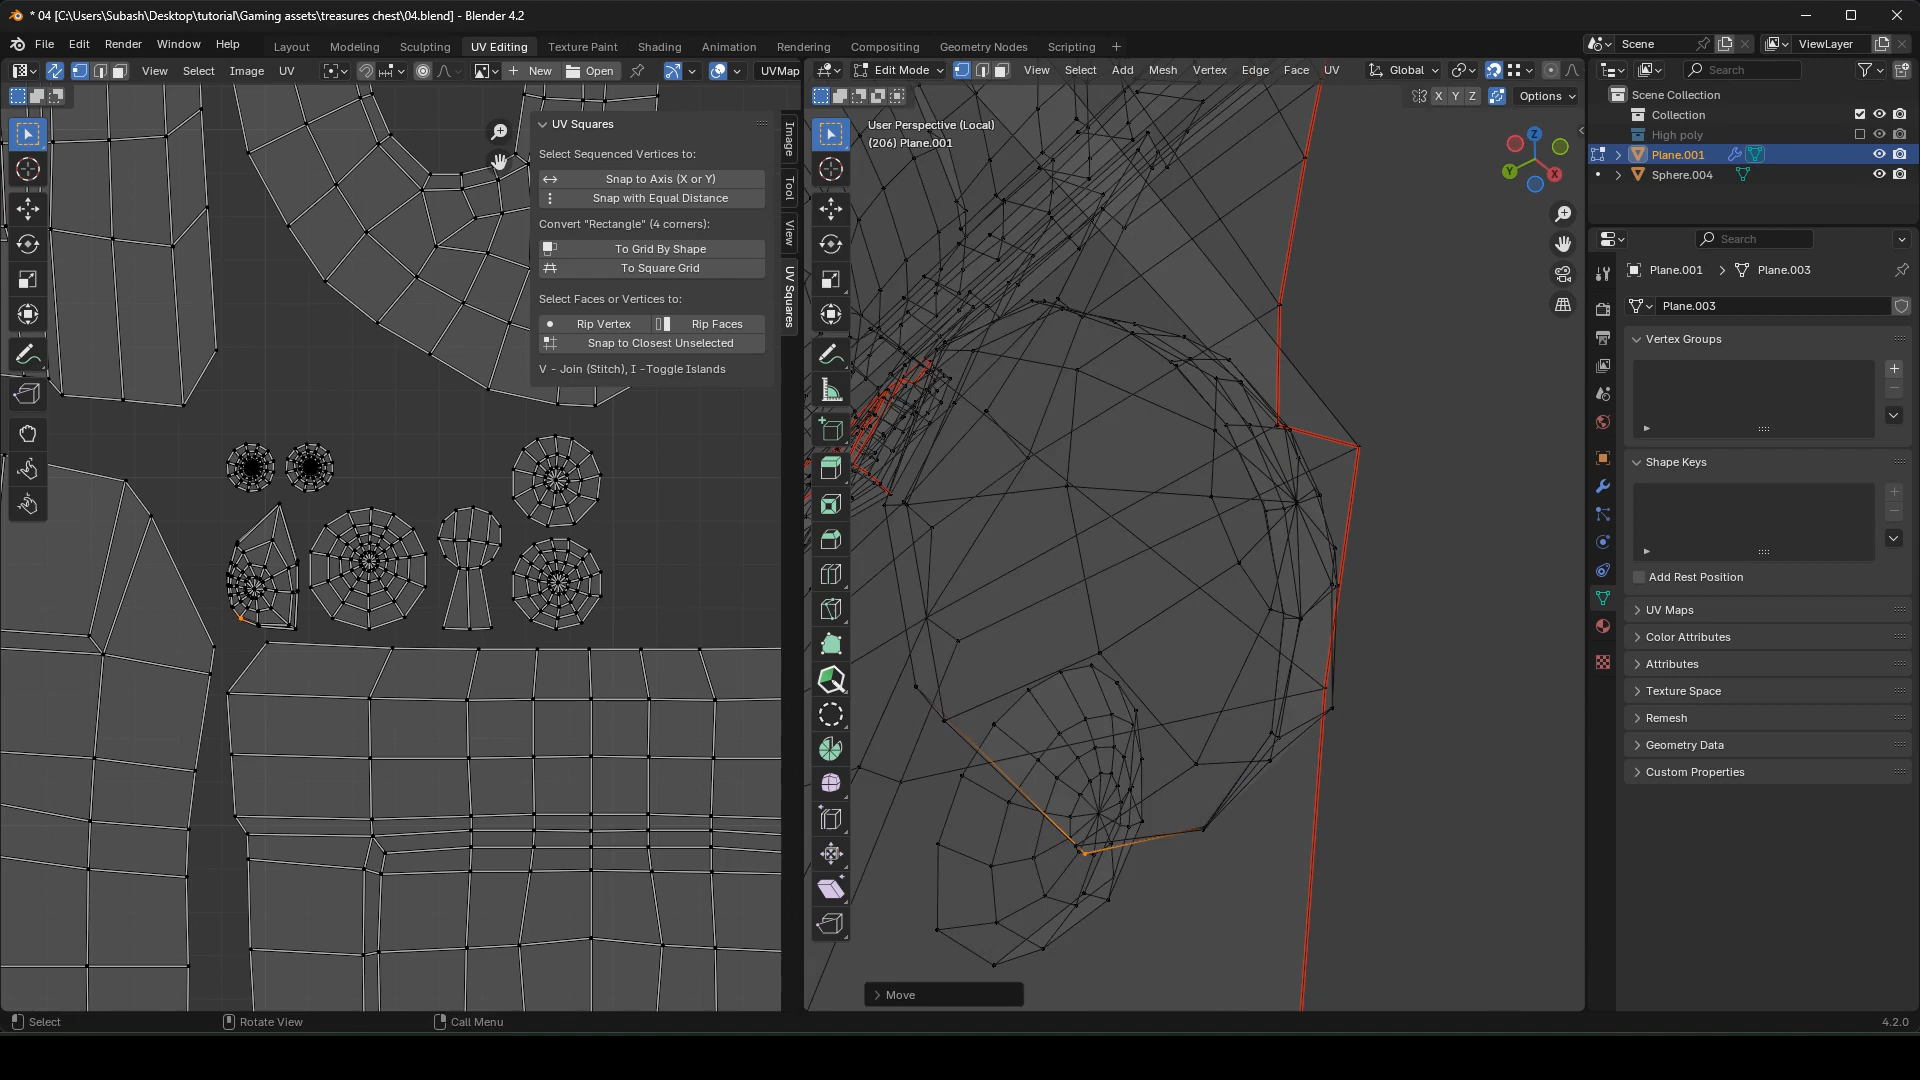 * 04 [C:\Users\Subash\Desktop\tutorial\Gaming assets\treasures chest\04.blend] - Blender 4.2
File Edit Render Window Help
Layout Modeling Sculpting UV Editing Texture Paint Shading Animation Rendering Compositing Geometry Nodes Scripting +
Scene
ViewLayer
View Select Image UV
New
Open
UVMap
Edit Mode
View Select Add Mesh Vertex Edge Face UV
Global
Search
X Y Z
Options
UV Squares
Select Sequenced Vertices to:
Snap to Axis (X or Y)
Snap with Equal Distance
Convert "Rectangle" (4 corners):
To Grid By Shape
To Square Grid
Select Faces or Vertices to:
Rip Vertex
Rip Faces
Snap to Closest Unselected
V - Join (Stitch), I -Toggle Islands
Image
Tool
View
UV Squares
User Perspective (Local)
(206) Plane.001
Z
Y
X
Move
Scene Collection
Collection
High poly
Plane.001
Sphere.004
Search
Plane.001 > Plane.003
Plane.003
Vertex Groups
Shape Keys
Add Rest Position
UV Maps
Color Attributes
Attributes
Texture Space
Remesh
Geometry Data
Custom Properties
Select
Rotate View
Call Menu
4.2.0